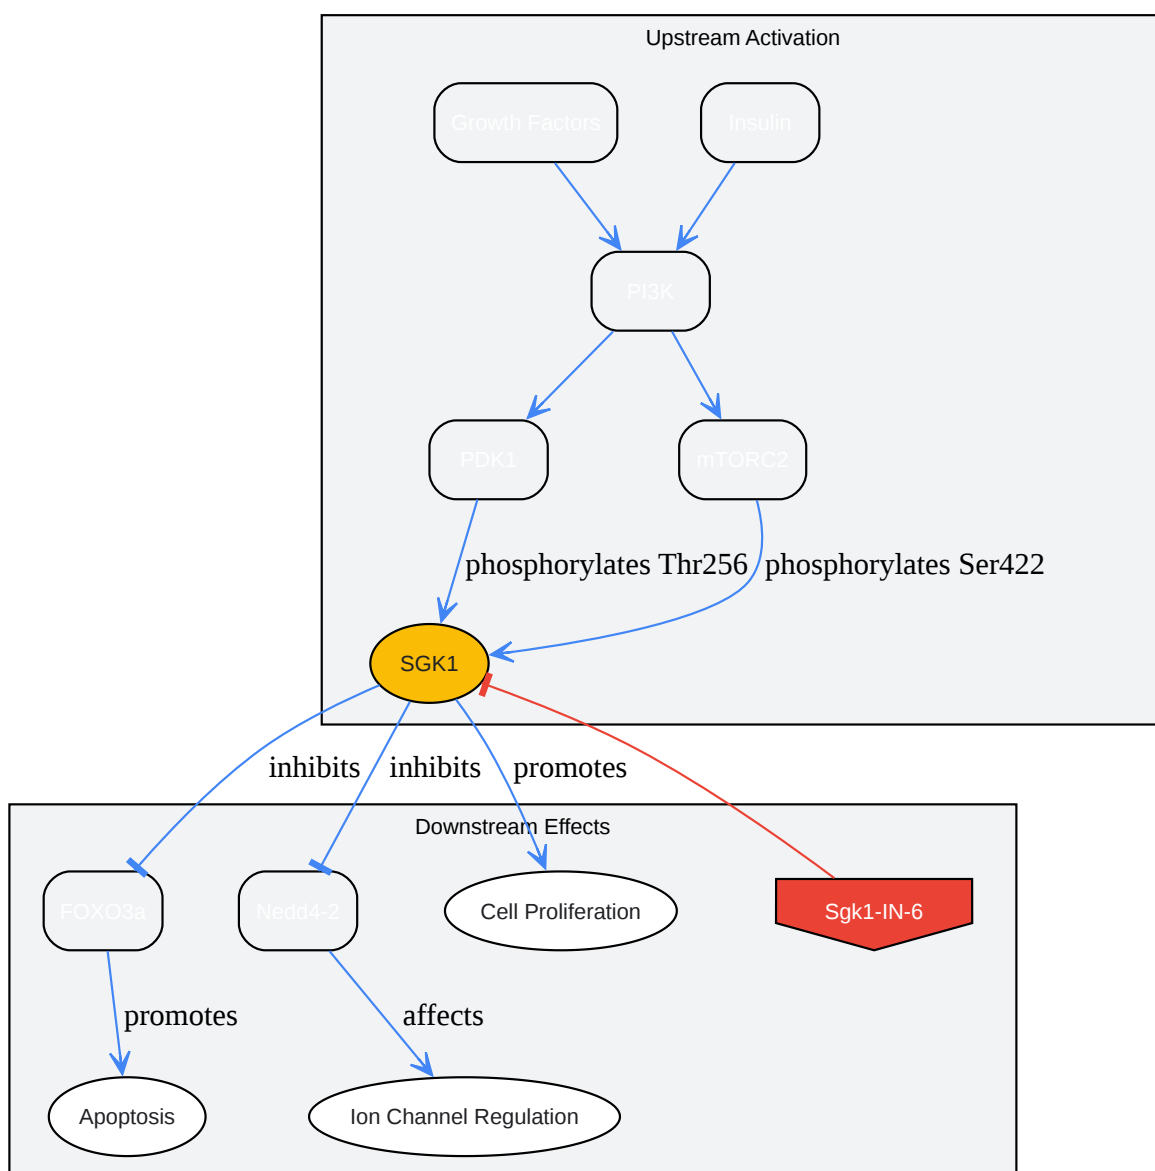 Upstream Activation
Growth Factors
Insulin
PI3K
PDK1
mTORC2
phosphorylates Thr256
phosphorylates Ser422
SGK1
inhibits
inhibits
promotes
Downstream Effects
FOXO3a
Nedd4-2
Cell Proliferation
Sgk1-IN-6
promotes
affects
Apoptosis
Ion Channel Regulation